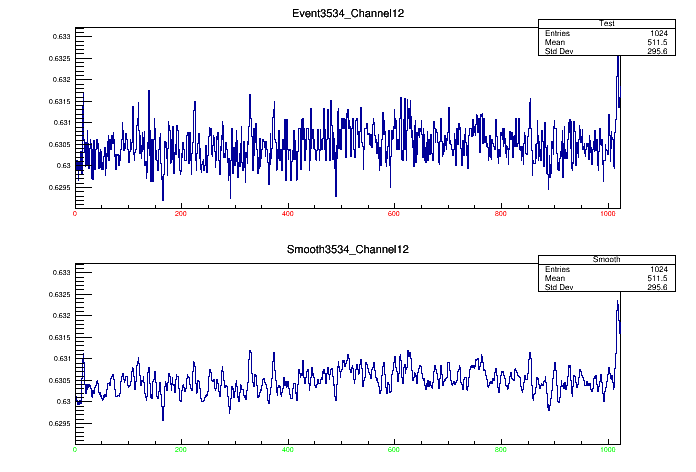 Event3534_Channel12
Test
Entries 1024
Mean 511.5
Std Dev 295.6
0.633
0.6325
0.632
0.6315
0.631
0.6305
0.63
0.6295
0 200 400 600 800 1000
Smooth3534_Channel12
Smooth
Entries 1024
Mean 511.5
Std Dev 295.6
0.633
0.6325
0.632
0.6315
0.631
0.6305
0.63
0.6295
0 200 400 600 800 1000